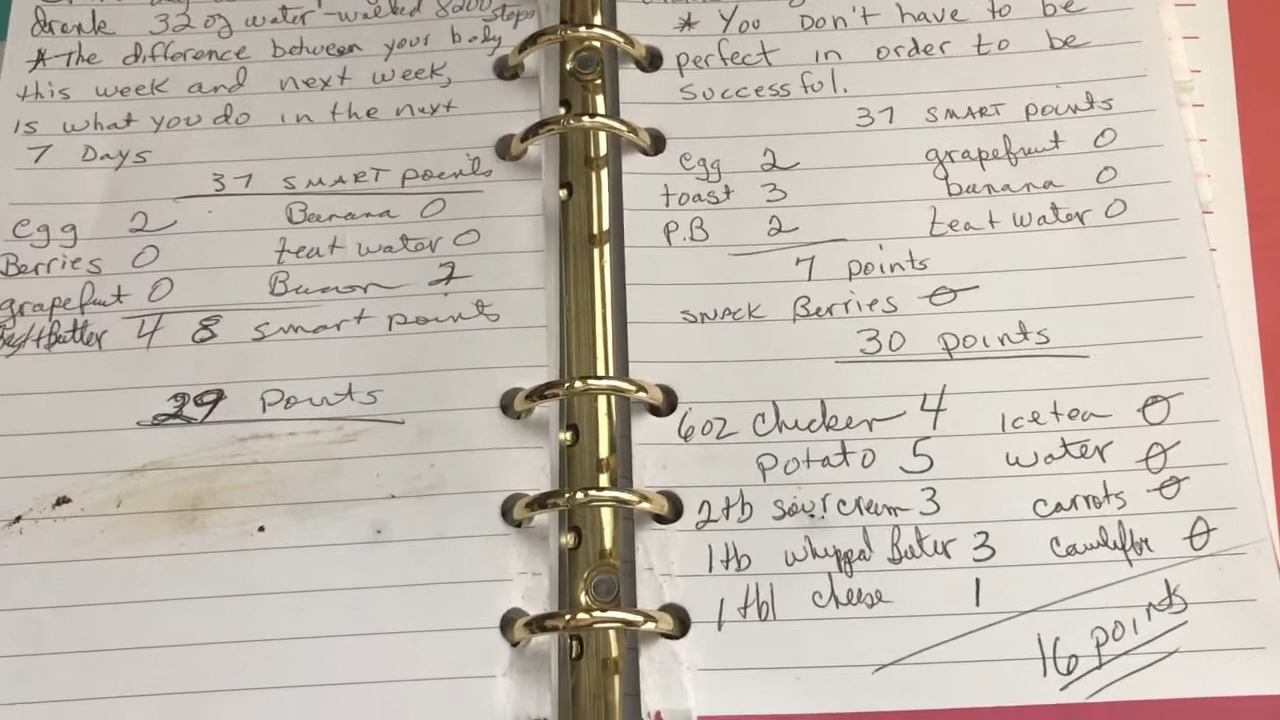 drank 32 oz water - walked 8200 steps
* The difference between your body
this week and next week,
is what you do in the next
7 Days
37 SMART points
egg 2 Banana 0
Berries 0 tea + water 0
grapefruit 0 Bacon 2
Butter 4 8 smart points
29 Points
* You Don't have to be
perfect in order to be
successful.
37 SMART points
egg 2 grapefruit 0
toast 3 banana 0
P.B 2 tea + water 0
7 points
SNACK Berries 0
30 points
6oz Chicken 4 Ice tea 0
potato 5 water 0
2tb sour cream 3 carrots 0
1 tb whipped buter 3 0
1 tbl cheese 1
16 points